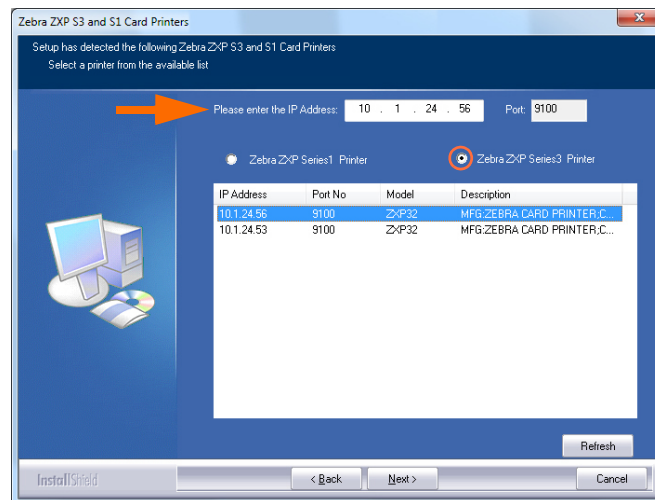 Zebra ZXP S3 and S1 Card Printers
Setup has detected the following Zebra ZXP S3 and S1 Card Printers
Select a printer from the available list
Please enter the IP Address: 10 . 1 . 24 . 56 Port: 9100
Zebra ZXP Series1 Printer Zebra ZXP Series3 Printer
IP Address Port No Model Description
10.1.24.56 9100 ZXP32 MFG:ZEBRA CARD PRINTER;C...
10.1.24.53 9100 ZXP32 MFG:ZEBRA CARD PRINTER;C...
Refresh
InstallShield < Back Next > Cancel